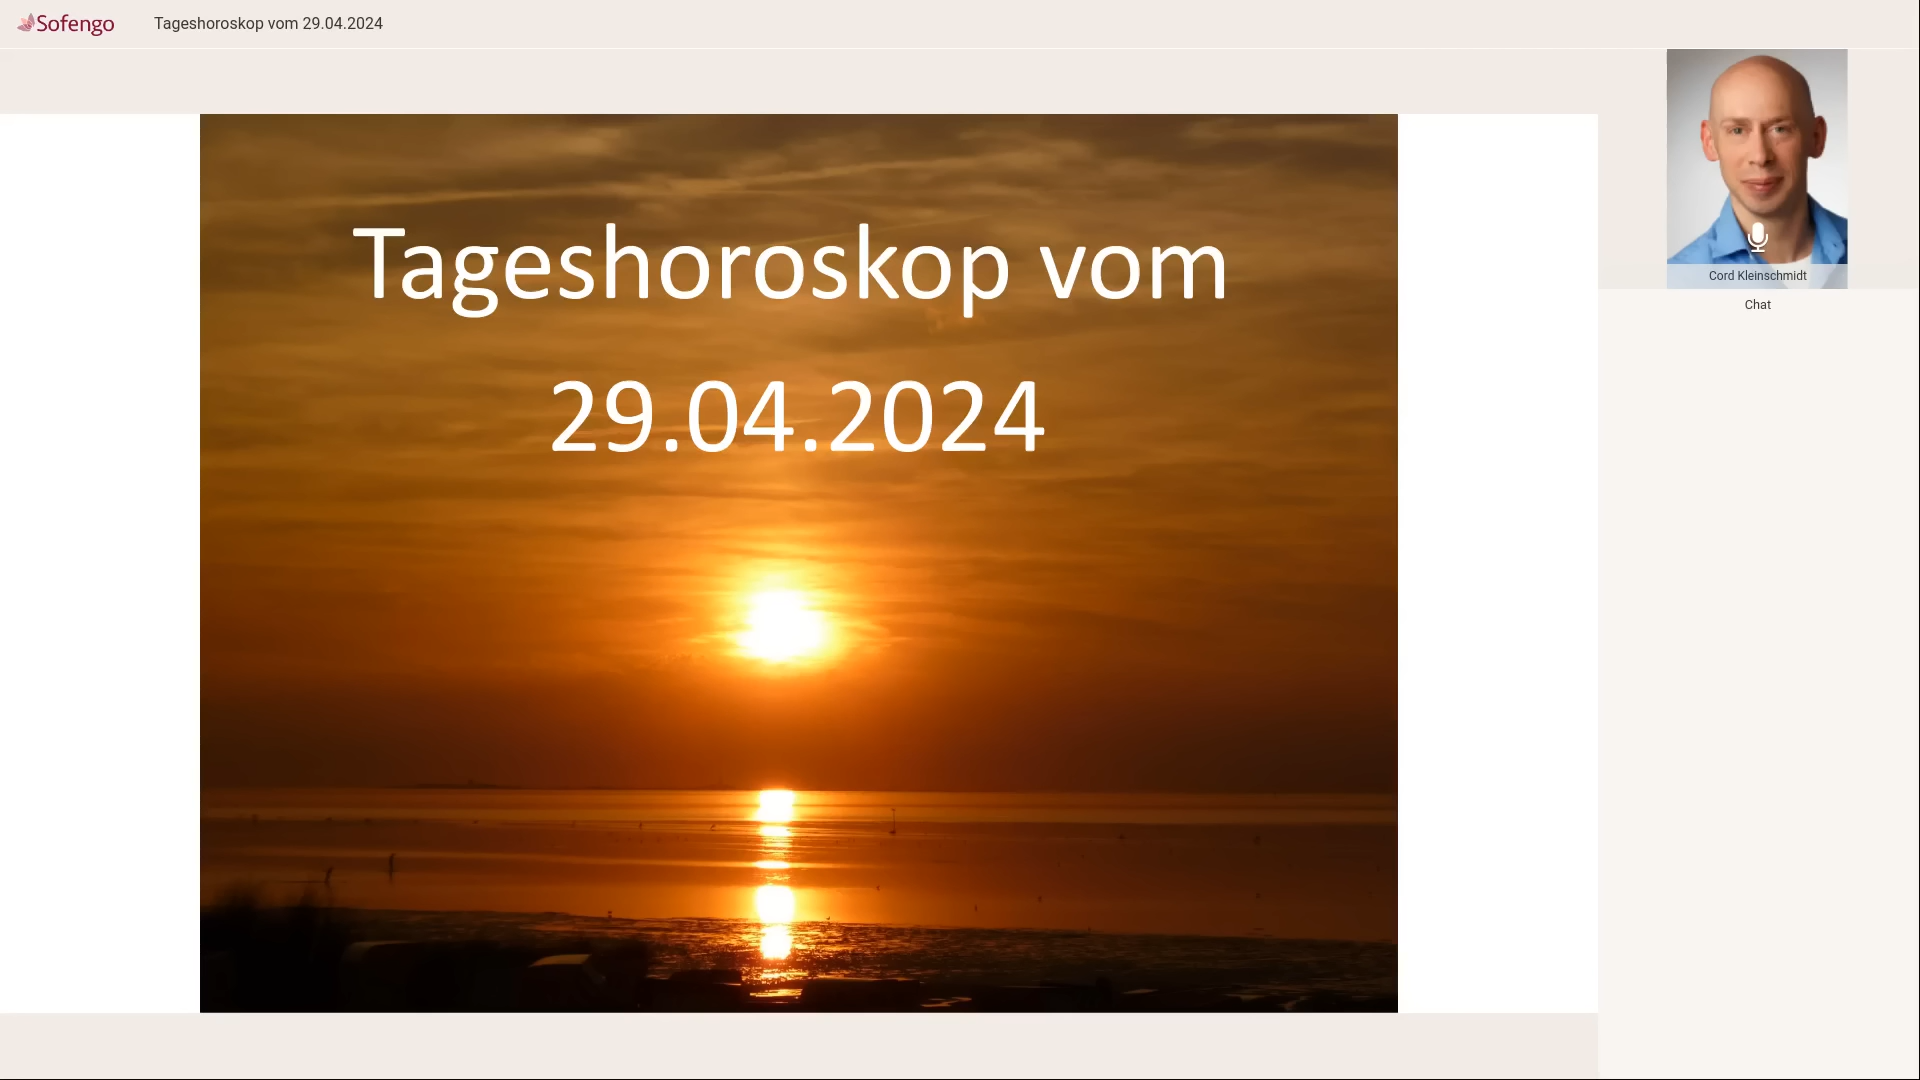 Sofengo
Tageshoroskop vom 29.04.2024
Tageshoroskop vom
29.04.2024
Cord Kleinschmidt
Chat